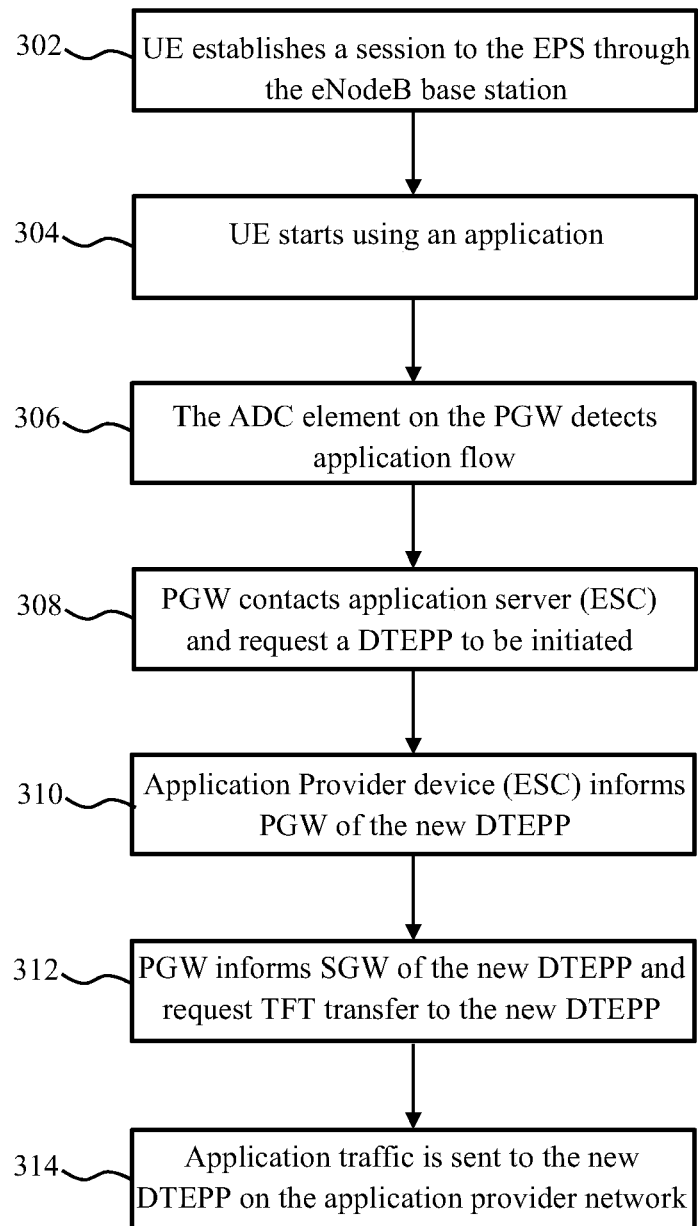 302
UE establishes a session to the EPS through
the eNodeB base station
304
UE starts using an application
306
The ADC element on the PGW detects
application flow
308
PGW contacts application server (ESC)
and request a DTEPP to be initiated
310
Application Provider device (ESC) informs
PGW of the new DTEPP
312
PGW informs SGW of the new DTEPP and
request TFT transfer to the new DTEPP
314
Application traffic is sent to the new
DTEPP on the application provider network